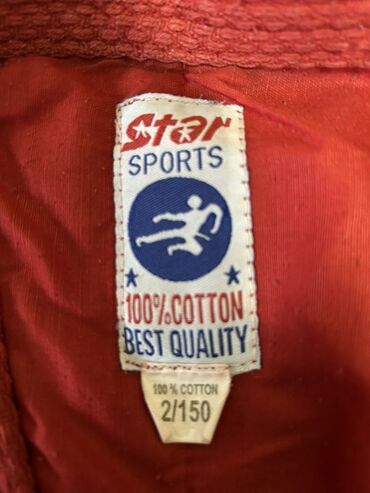 Star
SPORTS
100% COTTON
BEST QUALITY
100 % COTTON
2/150